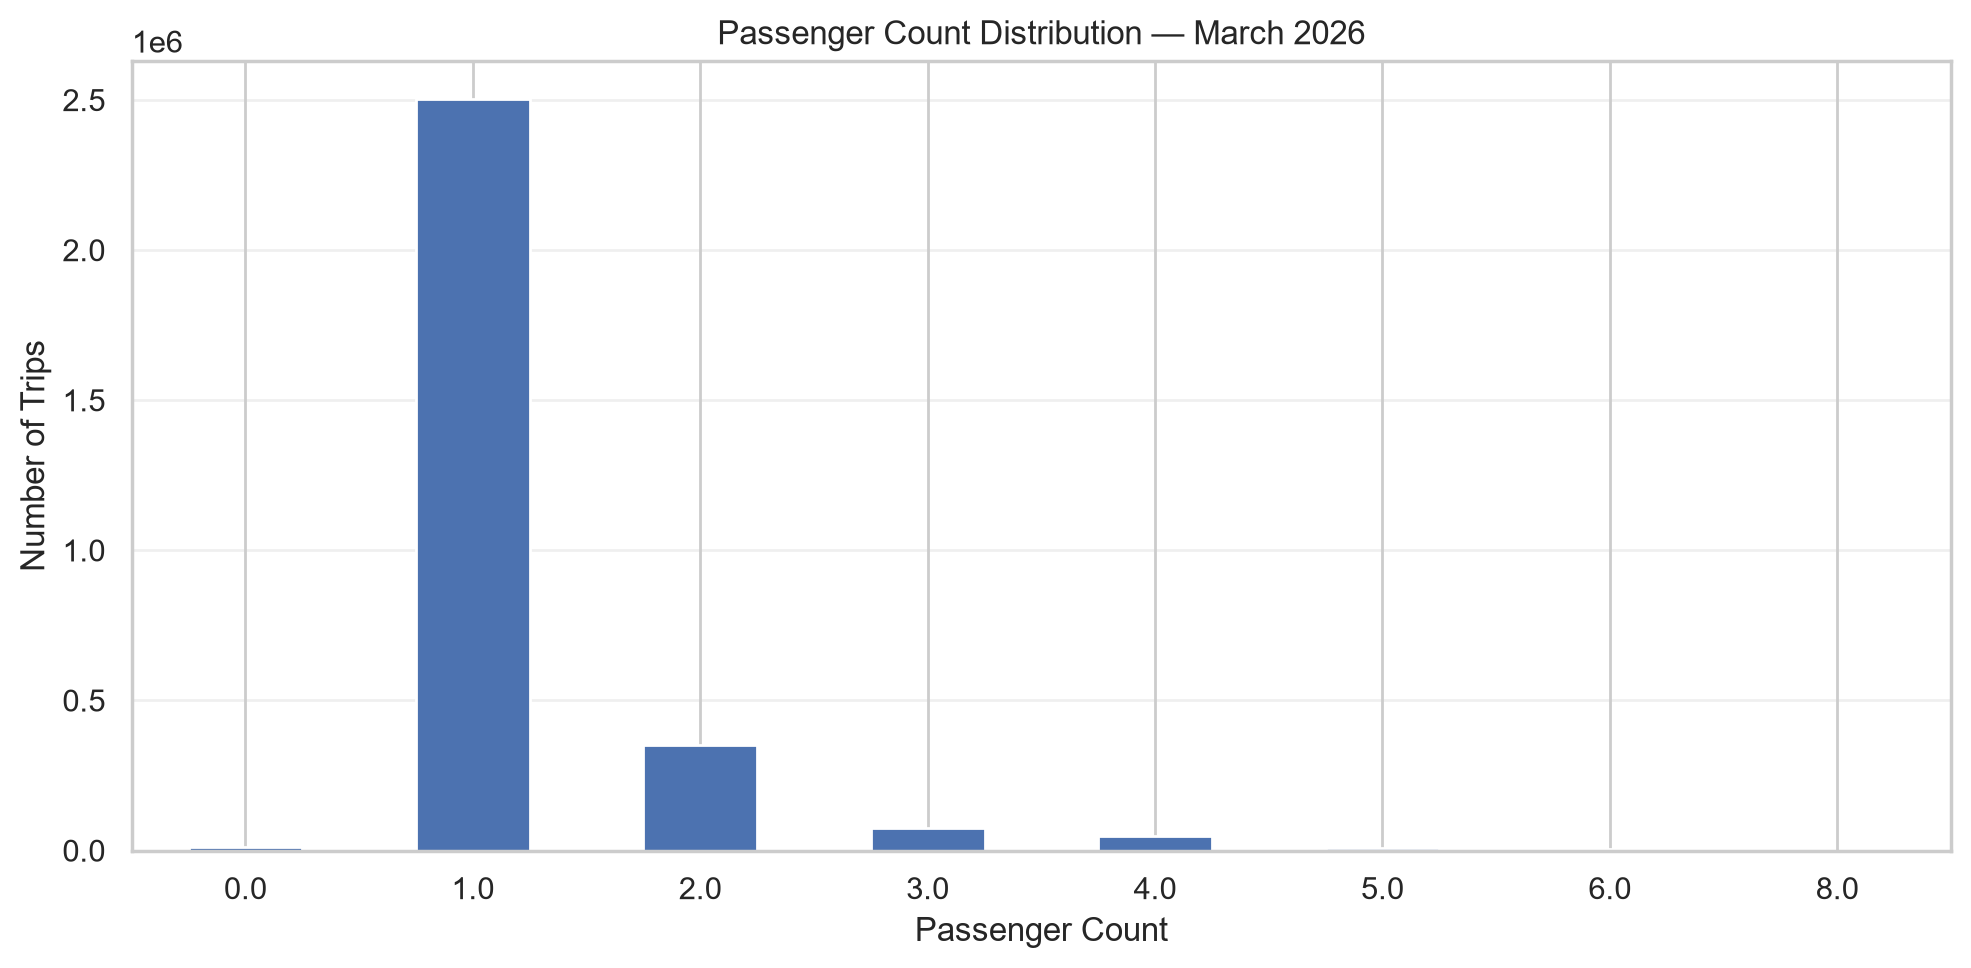 Passenger Count Distribution — March 2026
1e6
2.5
2.0
1.5
1.0
0.5
0.0
Number of Trips
0.0 1.0 2.0 3.0 4.0 5.0 6.0 8.0
Passenger Count